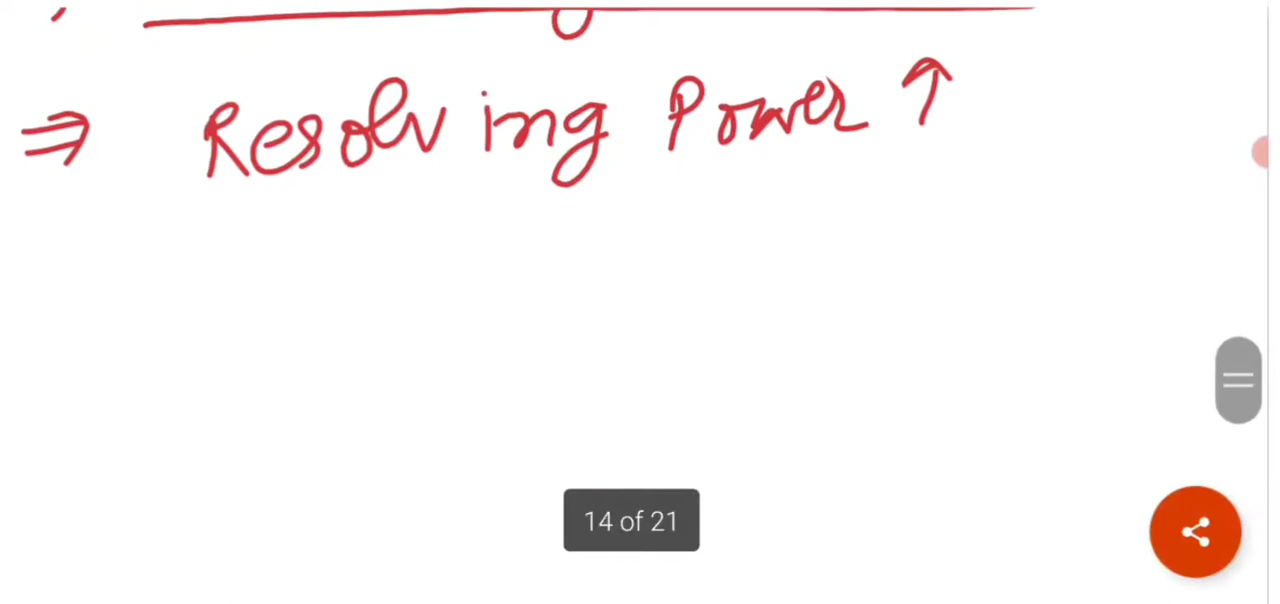 ⇒ Resolving Power ↑
14 of 21